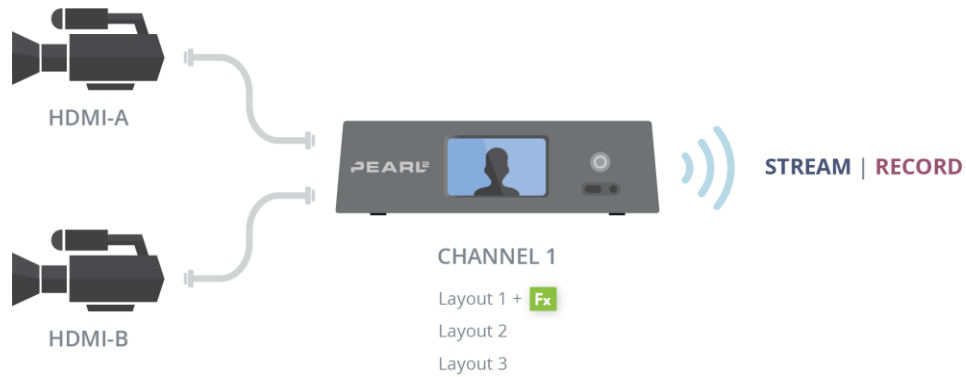 HDMI-A
PEARL²
STREAM | RECORD
CHANNEL 1
Layout 1 + Fx
Layout 2
Layout 3
HDMI-B